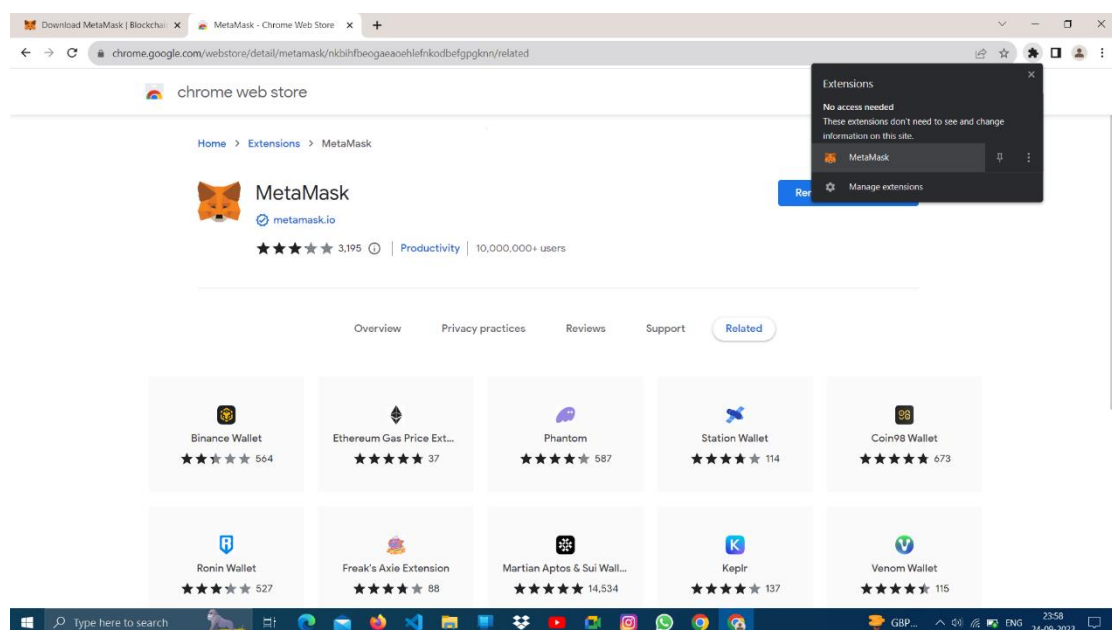 Download MetaMask | Blockchai
MetaMask - Chrome Web Store
chrome.google.com/webstore/detail/metamask/nkbihfbeogaeaoehlefnkodbefgpgknn/related
chrome web store
Extensions
No access needed
These extensions don't need to see and change
information on this site.
MetaMask
Manage extensions
Home > Extensions > MetaMask
MetaMask
metamask.io
3,195
Productivity
10,000,000+ users
Overview
Privacy practices
Reviews
Support
Related
Binance Wallet
564
Ethereum Gas Price Ext...
37
Phantom
587
Station Wallet
114
Coin98 Wallet
673
Ronin Wallet
527
Freak's Axie Extension
88
Martian Aptos & Sui Wall...
14,534
Keplr
137
Venom Wallet
115
Type here to search
GBP...
ENG
23:58
24-09-2023